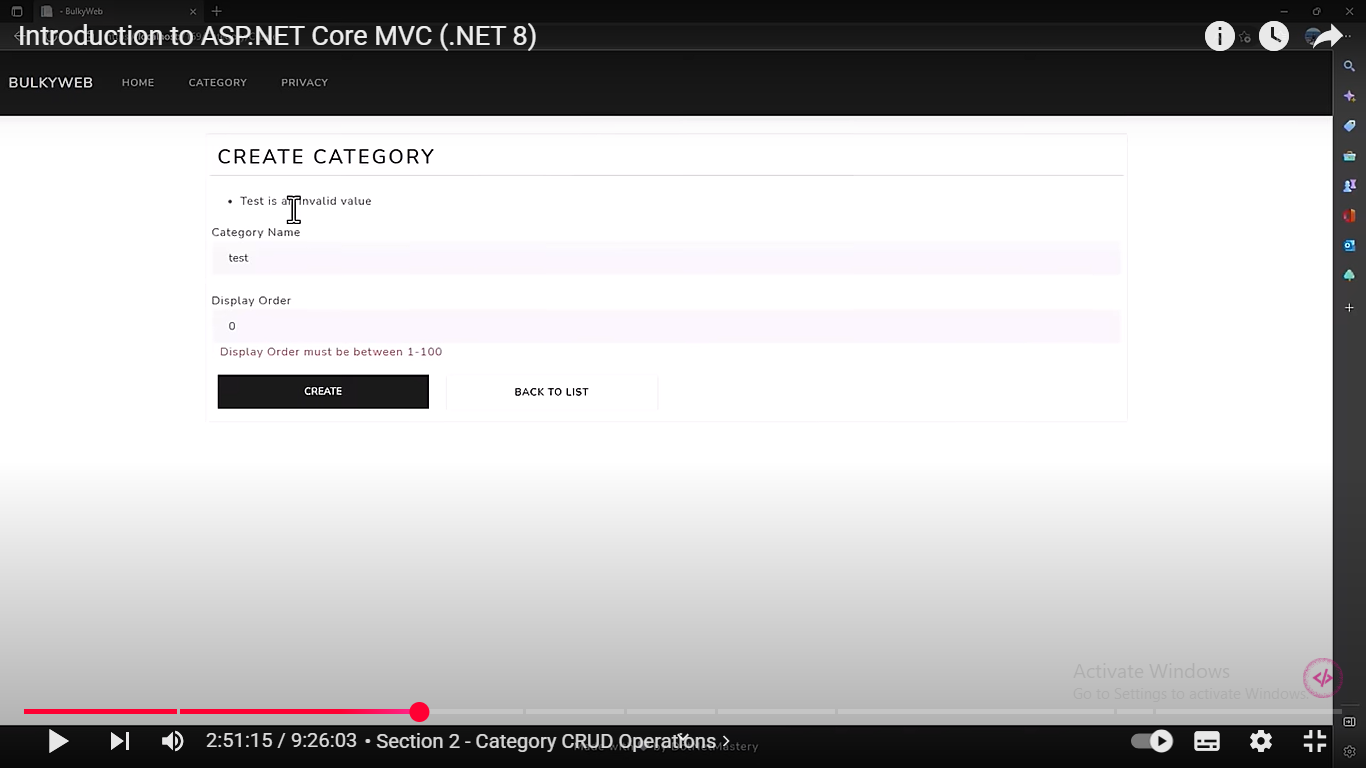 - BulkyWeb
Introduction to ASP.NET Core MVC (.NET 8)
BULKYWEB HOME CATEGORY PRIVACY
CREATE CATEGORY
• Test is an invalid value
Category Name
test
Display Order
0
Display Order must be between 1-100
CREATE BACK TO LIST
Activate Windows
Go to Settings to activate Windows.
2:51:15 / 9:26:03 • Section 2 - Category CRUD Operations >